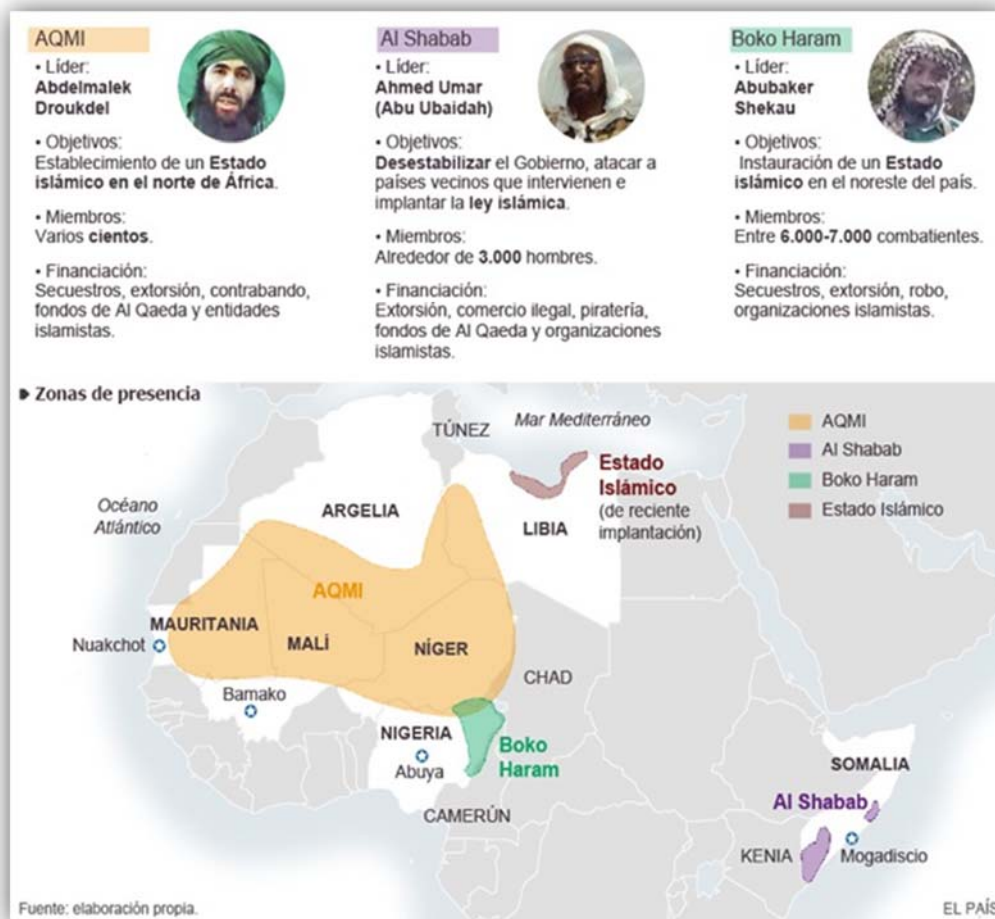 AQMI
• Líder:
Abdelmalek
Droukdel
• Objetivos:
Establecimiento de un Estado
islámico en el norte de África.
• Miembros:
Varios cientos.
• Financiación:
Secuestros, extorsión, contrabando,
fondos de Al Qaeda y entidades
islamistas.
Al Shabab
• Líder:
Ahmed Umar
(Abu Ubaidah)
• Objetivos:
Desestabilizar el Gobierno, atacar a
países vecinos que intervienen e
implantar la ley islámica.
• Miembros:
Alrededor de 3.000 hombres.
• Financiación:
Extorsión, comercio ilegal, piratería,
fondos de Al Qaeda y organizaciones
islamistas.
Boko Haram
• Líder:
Abubaker
Shekau
• Objetivos:
Instauración de un Estado
islámico en el noreste del país.
• Miembros:
Entre 6.000-7.000 combatientes.
• Financiación:
Secuestros, extorsión, robo,
organizaciones islamistas.
Zonas de presencia
AQMI
Al Shabab
Boko Haram
Estado Islámico
Mar Mediterráneo
TÚNEZ
Estado
Islámico
(de reciente
implantación)
Océano
Atlántico
ARGELIA
LIBIA
AQMI
MAURITANIA
Nuakchot
MALÍ
NÍGER
CHAD
Bamako
NIGERIA
Abuya
Boko
Haram
CAMERÚN
SOMALIA
Al Shabab
KENIA
Mogadiscio
Fuente: elaboración propia.
EL PAÍS